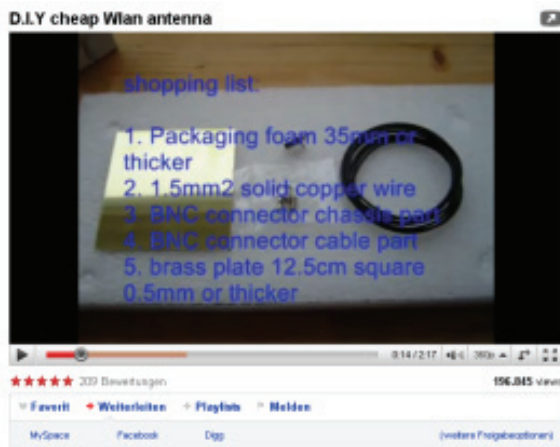 D.I.Y cheap Wlan antenna
shopping list:
1. Packaging foam 35mm or
thicker
2. 1.5mm2 solid copper wire
3. BNC connector chassis part
4. BNC connector cable part
5. brass plate 12.5cm square
0.5mm or thicker
0:14 / 2:17 360p
209 Bewertungen 196.845 views
Favorit Weiterleiten Playlists Melden
MySpace Facebook Digg (weitere Freigabeoptionen)